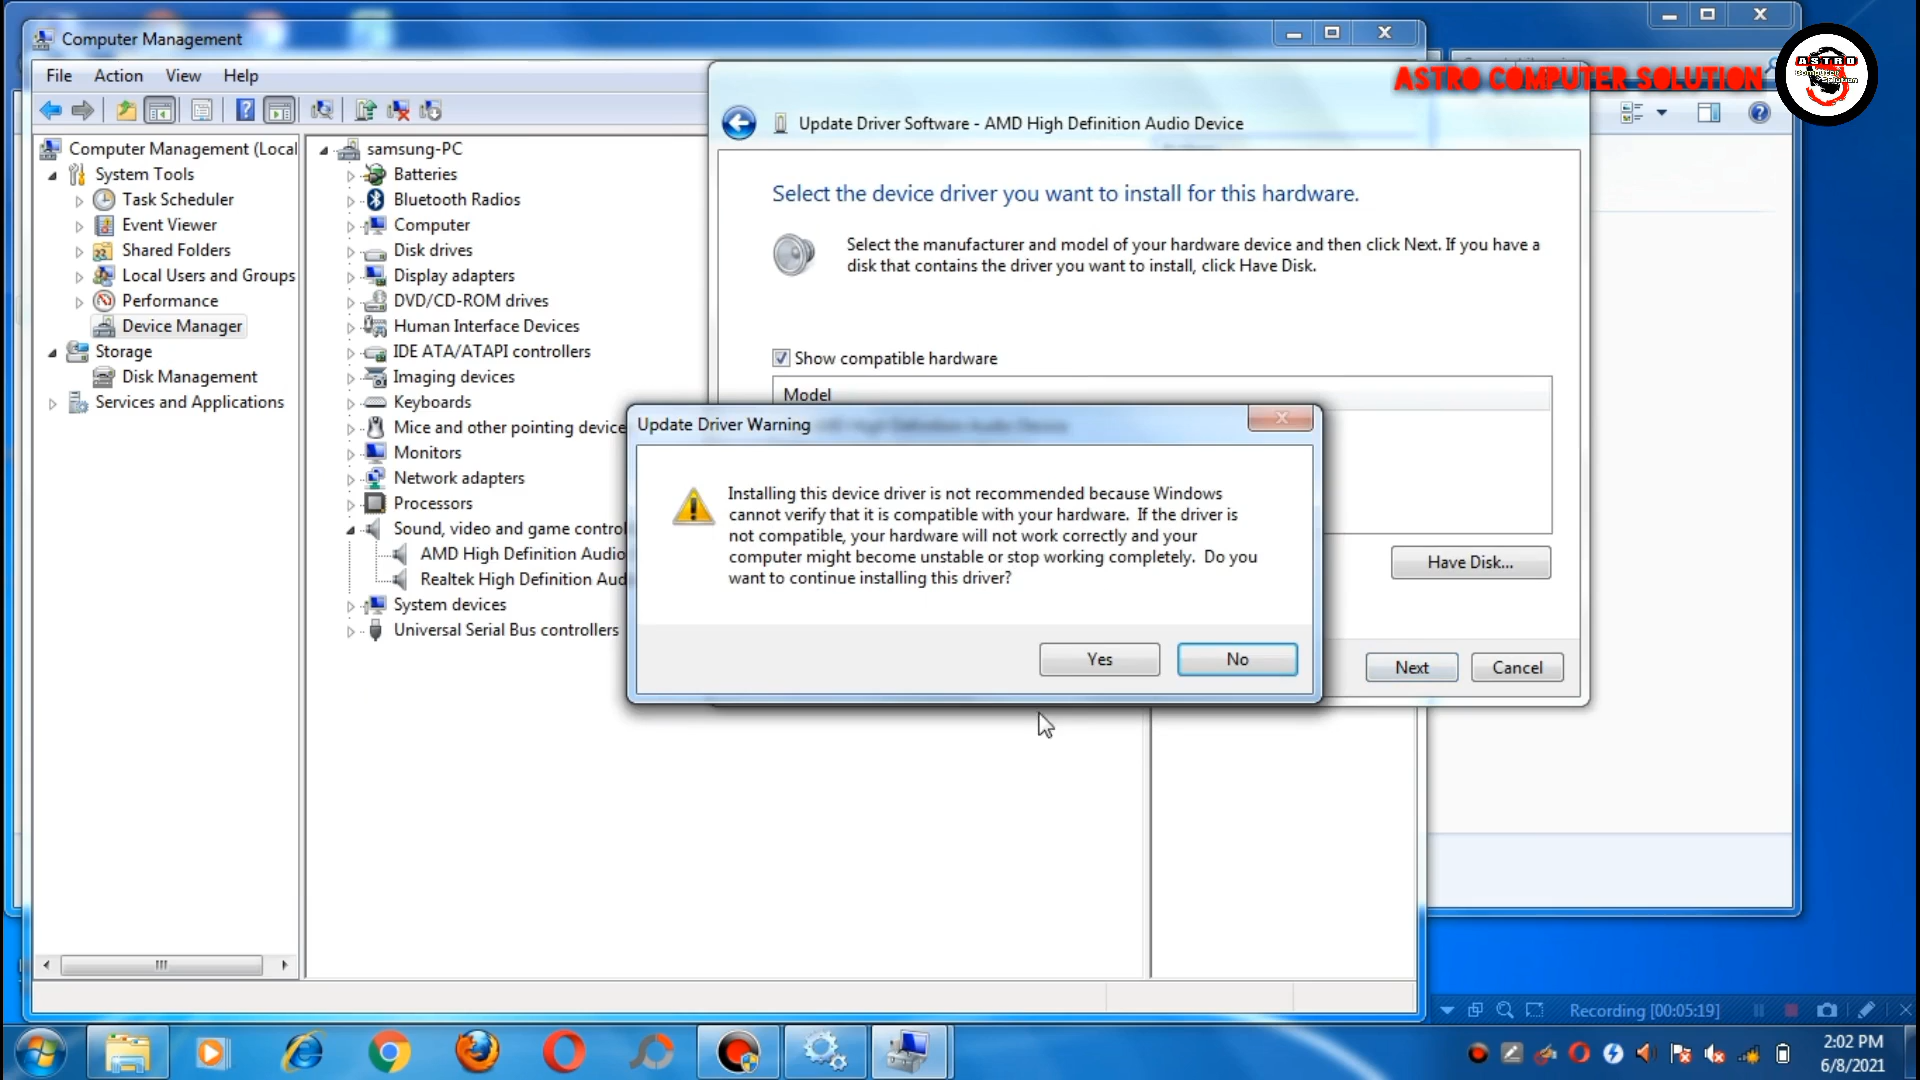 Computer Management
File Action View Help
ASTRO COMPUTER SOLUTION
ASTRO
Computer
Solution
Computer Management (Local
System Tools
Task Scheduler
Event Viewer
Shared Folders
Local Users and Groups
Performance
Device Manager
Storage
Disk Management
Services and Applications
samsung-PC
Batteries
Bluetooth Radios
Computer
Disk drives
Display adapters
DVD/CD-ROM drives
Human Interface Devices
IDE ATA/ATAPI controllers
Imaging devices
Keyboards
Mice and other pointing device
Monitors
Network adapters
Processors
Sound, video and game control
AMD High Definition Audio
Realtek High Definition Aud
System devices
Universal Serial Bus controllers
Update Driver Software - AMD High Definition Audio Device
Select the device driver you want to install for this hardware.
Select the manufacturer and model of your hardware device and then click Next. If you have a
disk that contains the driver you want to install, click Have Disk.
Show compatible hardware
Model
Update Driver Warning
Installing this device driver is not recommended because Windows
cannot verify that it is compatible with your hardware. If the driver is
not compatible, your hardware will not work correctly and your
computer might become unstable or stop working completely. Do you
want to continue installing this driver?
Yes No
Have Disk...
Next Cancel
Recording [00:05:19]
2:02 PM
6/8/2021